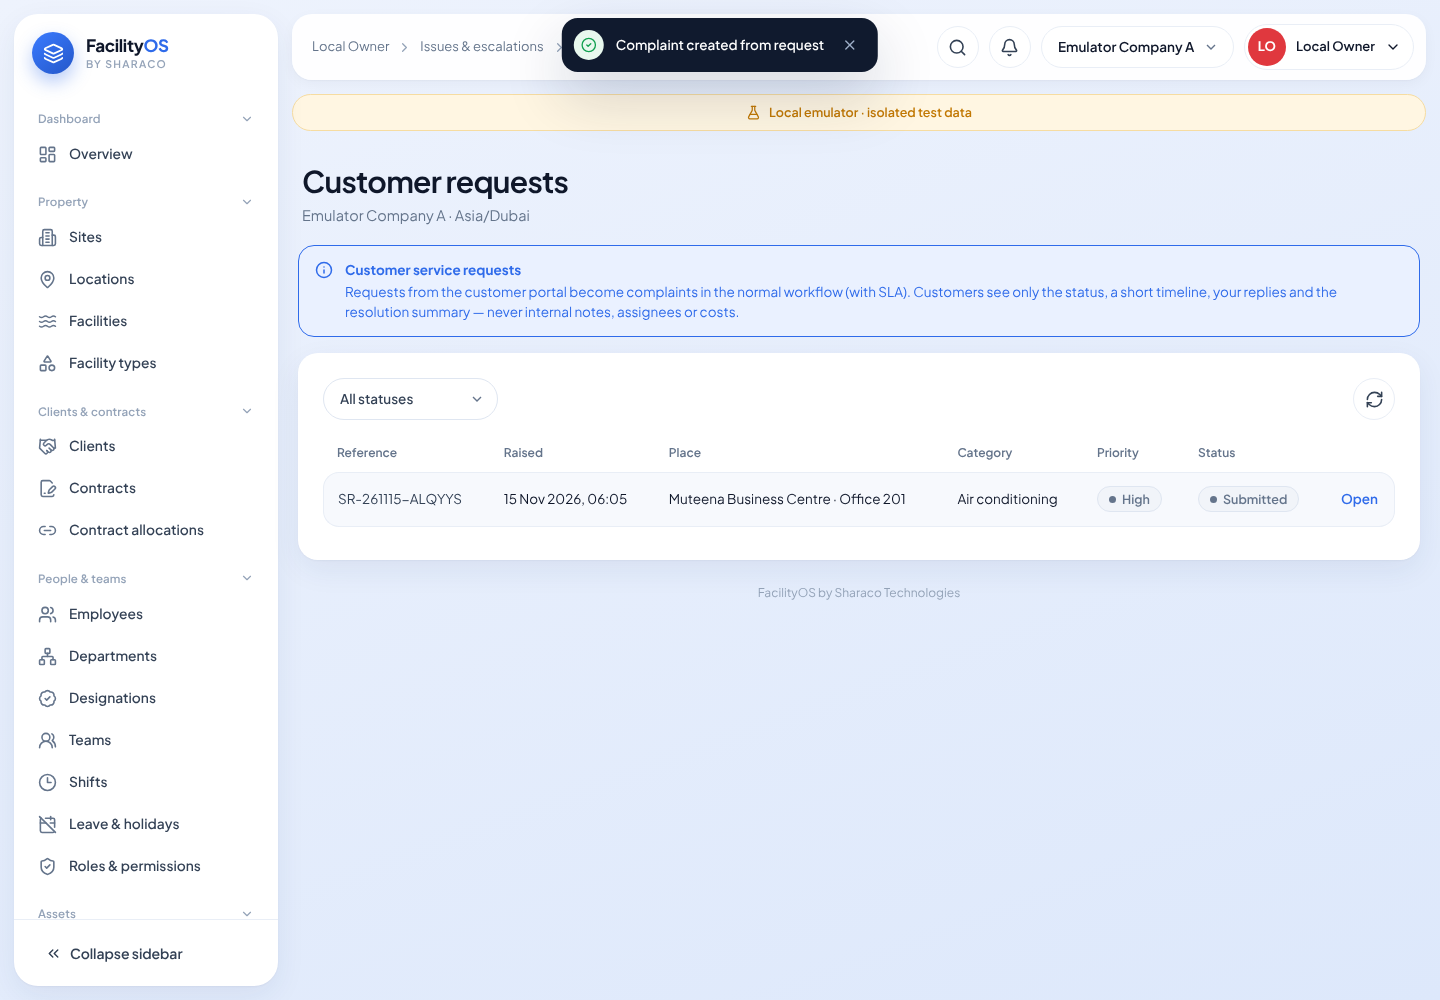 FacilityOS
BY SHARACO
Dashboard
Overview
Property
Sites
Locations
Facilities
Facility types
Clients & contracts
Clients
Contracts
Contract allocations
People & teams
Employees
Departments
Designations
Teams
Shifts
Leave & holidays
Roles & permissions
Assets
Collapse sidebar
Local Owner
Issues & escalations
Complaint created from request
Emulator Company A
LO
Local Owner
Local emulator · isolated test data
Customer requests
Emulator Company A · Asia/Dubai
Customer service requests
Requests from the customer portal become complaints in the normal workflow (with SLA). Customers see only the status, a short timeline, your replies and the
resolution summary — never internal notes, assignees or costs.
All statuses
Reference Raised Place Category Priority Status
SR-261115-ALQYYS 15 Nov 2026, 06:05 Muteena Business Centre · Office 201 Air conditioning High Submitted Open
FacilityOS by Sharaco Technologies